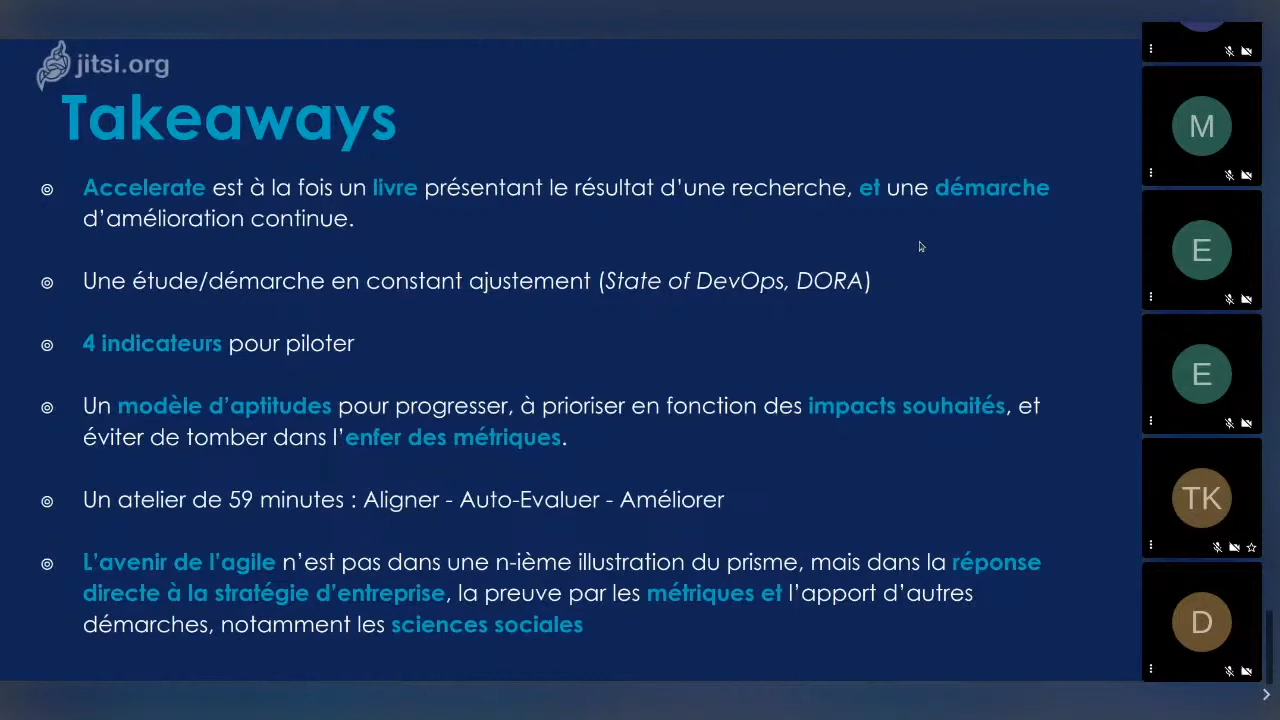 jitsi.org
Takeaways
Accelerate est à la fois un livre présentant le résultat d’une recherche, et une démarche
d’amélioration continue.
Une étude/démarche en constant ajustement (State of DevOps, DORA)
4 indicateurs pour piloter
Un modèle d’aptitudes pour progresser, à prioriser en fonction des impacts souhaités, et
éviter de tomber dans l’enfer des métriques.
Un atelier de 59 minutes : Aligner - Auto-Evaluer - Améliorer
L’avenir de l’agile n’est pas dans une n-ième illustration du prisme, mais dans la réponse
directe à la stratégie d’entreprise, la preuve par les métriques et l’apport d’autres
démarches, notamment les sciences sociales
M
E
E
TK
D